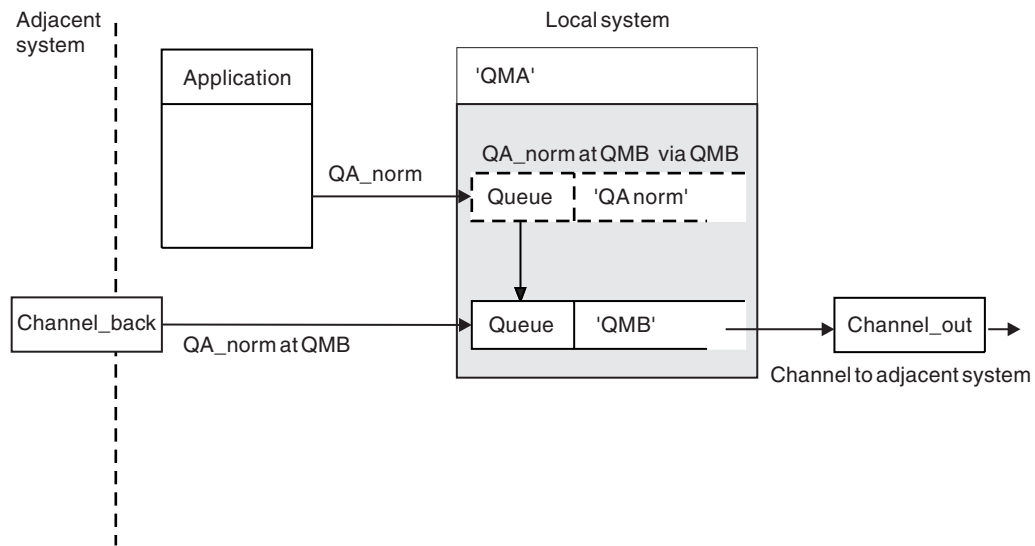 Adjacent
system
Local system
Application
'QMA'
QA_norm at QMB via QMB
QA_norm
Queue
'QA norm'
Channel_back
QA_norm at QMB
Queue
'QMB'
Channel_out
Channel to adjacent system